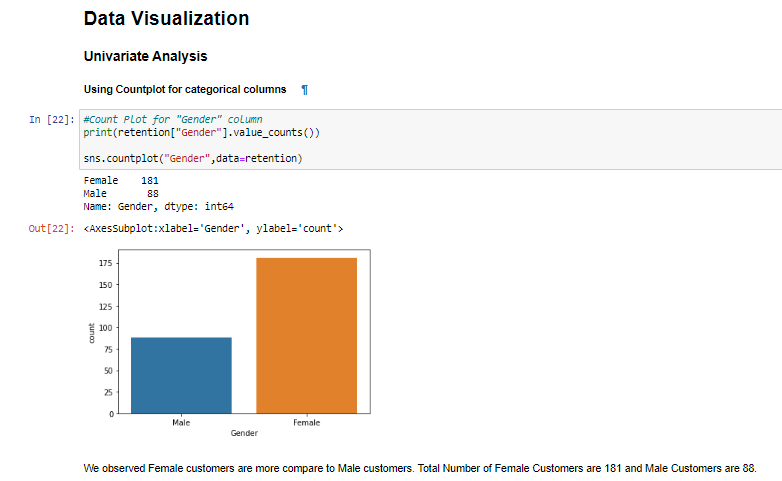 Data Visualization
Univariate Analysis
Using Countplot for categorical columns ¶
In [22]: #Count Plot for "Gender" column
print(retention["Gender"].value_counts())
sns.countplot("Gender",data=retention)
Female    181
Male       88
Name: Gender, dtype: int64
Out[22]: <AxesSubplot:xlabel='Gender', ylabel='count'>
175
150
125
100
75
50
25
0
count
Male Female
Gender
We observed Female customers are more compare to Male customers. Total Number of Female Customers are 181 and Male Customers are 88.